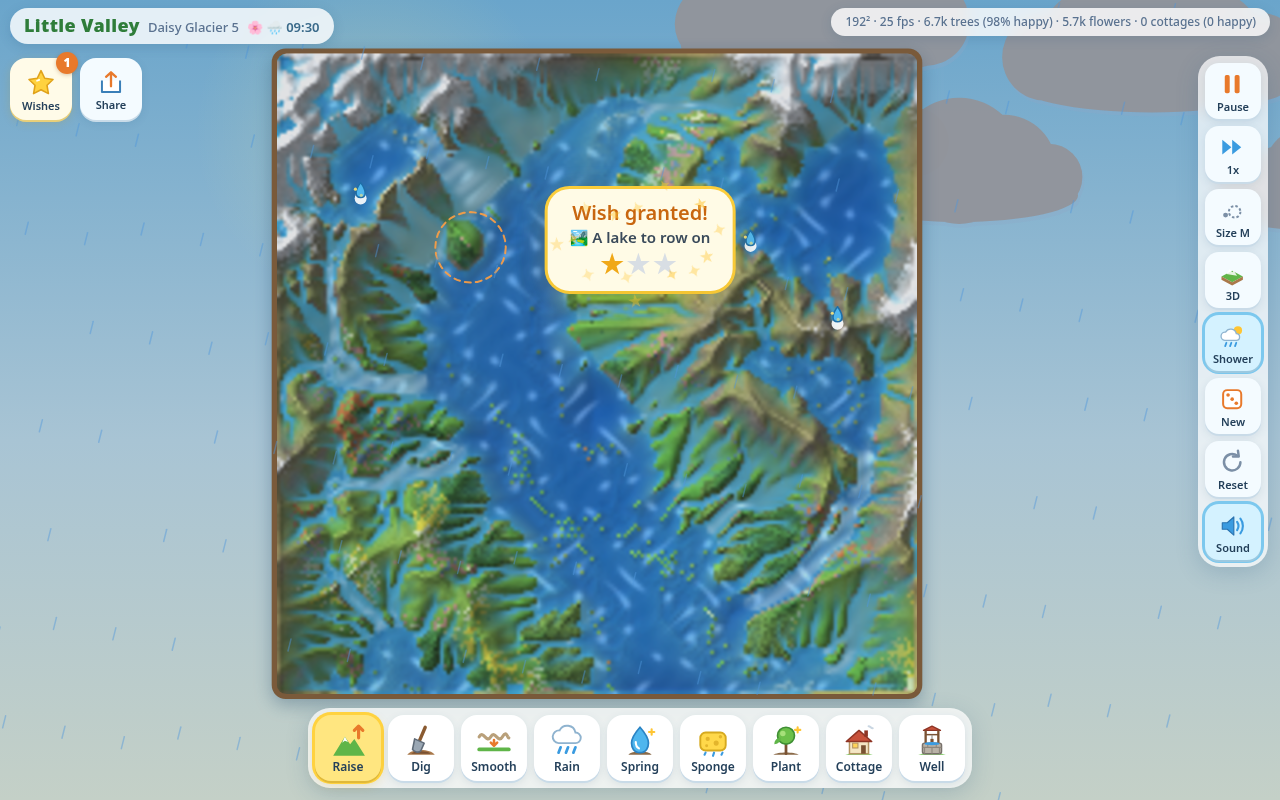 Little Valley Daisy Glacier 5 09:30
192² · 25 fps · 6.7k trees (98% happy) · 5.7k flowers · 0 cottages (0 happy)
1
Wishes
Share
Wish granted!
A lake to row on
Pause
1x
Size M
3D
Shower
New
Reset
Sound
Raise
Dig
Smooth
Rain
Spring
Sponge
Plant
Cottage
Well